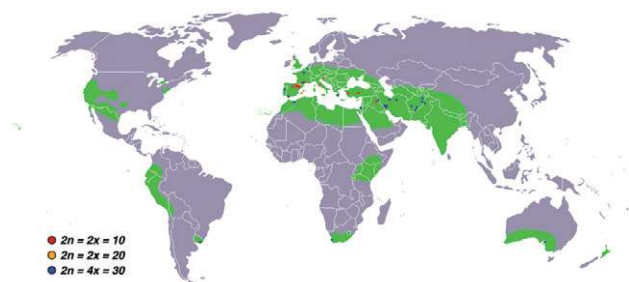 2n = 2x = 10
2n = 2x = 20
2n = 4x = 30